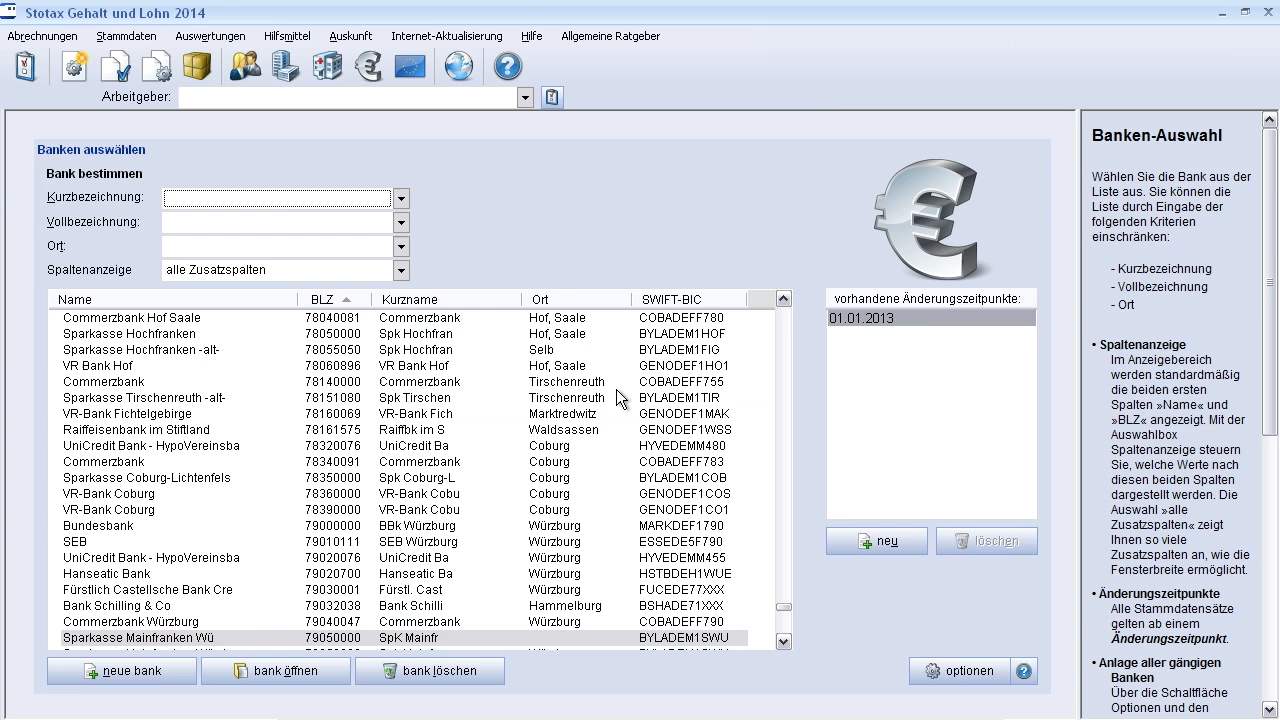 Stotax Gehalt und Lohn 2014
Abrechnungen Stammdaten Auswertungen Hilfsmittel Auskunft Internet-Aktualisierung Hilfe Allgemeine Ratgeber
Arbeitgeber:
Banken auswählen
Bank bestimmen
Kurzbezeichnung:
Vollbezeichnung:
Ort:
Spaltenanzeige alle Zusatzspalten
Name BLZ Kurzname Ort SWIFT-BIC
Commerzbank Hof Saale 78040081 Commerzbank Hof, Saale COBADEFF780
Sparkasse Hochfranken 78050000 Spk Hochfran Hof, Saale BYLADEM1HOF
Sparkasse Hochfranken -alt- 78055050 Spk Hochfran Selb BYLADEM1FIG
VR Bank Hof 78060896 VR Bank Hof Hof, Saale GENODEF1HO1
Commerzbank 78140000 Commerzbank Tirschenreuth COBADEFF755
Sparkasse Tirschenreuth -alt- 78151080 Spk Tirschen Tirschenreuth BYLADEM1TIR
VR-Bank Fichtelgebirge 78160069 VR-Bank Fich Marktredwitz GENODEF1MAK
Raiffeisenbank im Stiftland 78161575 Raiffbk im S Waldsassen GENODEF1WSS
UniCredit Bank - HypoVereinsba 78320076 UniCredit Ba Coburg HYVEDEMM480
Commerzbank 78340091 Commerzbank Coburg COBADEFF783
Sparkasse Coburg-Lichtenfels 78350000 Spk Coburg-L Coburg BYLADEM1COB
VR-Bank Coburg 78360000 VR-Bank Cobu Coburg GENODEF1COS
VR-Bank Coburg 78390000 VR-Bank Cobu Coburg GENODEF1CO1
Bundesbank 79000000 BBk Würzburg Würzburg MARKDEF1790
SEB 79010111 SEB Würzburg Würzburg ESSEDE5F790
UniCredit Bank - HypoVereinsba 79020076 UniCredit Ba Würzburg HYVEDEMM455
Hanseatic Bank 79020700 Hanseatic Ba Würzburg HSTBDEH1WUE
Fürstlich Castellsche Bank Cre 79030001 Fürstl. Cast Würzburg FUCEDE77XXX
Bank Schilling & Co 79032038 Bank Schilli Hammelburg BSHADE71XXX
Commerzbank Würzburg 79040047 Commerzbank Würzburg COBADEFF790
Sparkasse Mainfranken Wü 79050000 SpK Mainfr BYLADEM1SWU
neue bank bank öffnen bank löschen
vorhandene Änderungszeitpunkte:
01.01.2013
neu löschen
optionen
Banken-Auswahl
Wählen Sie die Bank aus der
Liste aus. Sie können die
Liste durch Eingabe der
folgenden Kriterien
einschränken:
- Kurzbezeichnung
- Vollbezeichnung
- Ort
• Spaltenanzeige
Im Anzeigebereich
werden standardmäßig
die beiden ersten
Spalten »Name« und
»BLZ« angezeigt. Mit der
Auswahlbox
Spaltenanzeige steuern
Sie, welche Werte nach
diesen beiden Spalten
dargestellt werden. Die
Auswahl »alle
Zusatzspalten« zeigt
Ihnen so viele
Zusatzspalten an, wie die
Fensterbreite ermöglicht.
• Änderungszeitpunkte
Alle Stammdatensätze
gelten ab einem
Änderungszeitpunkt.
• Anlage aller gängigen
Banken
Über die Schaltfläche
Optionen und den